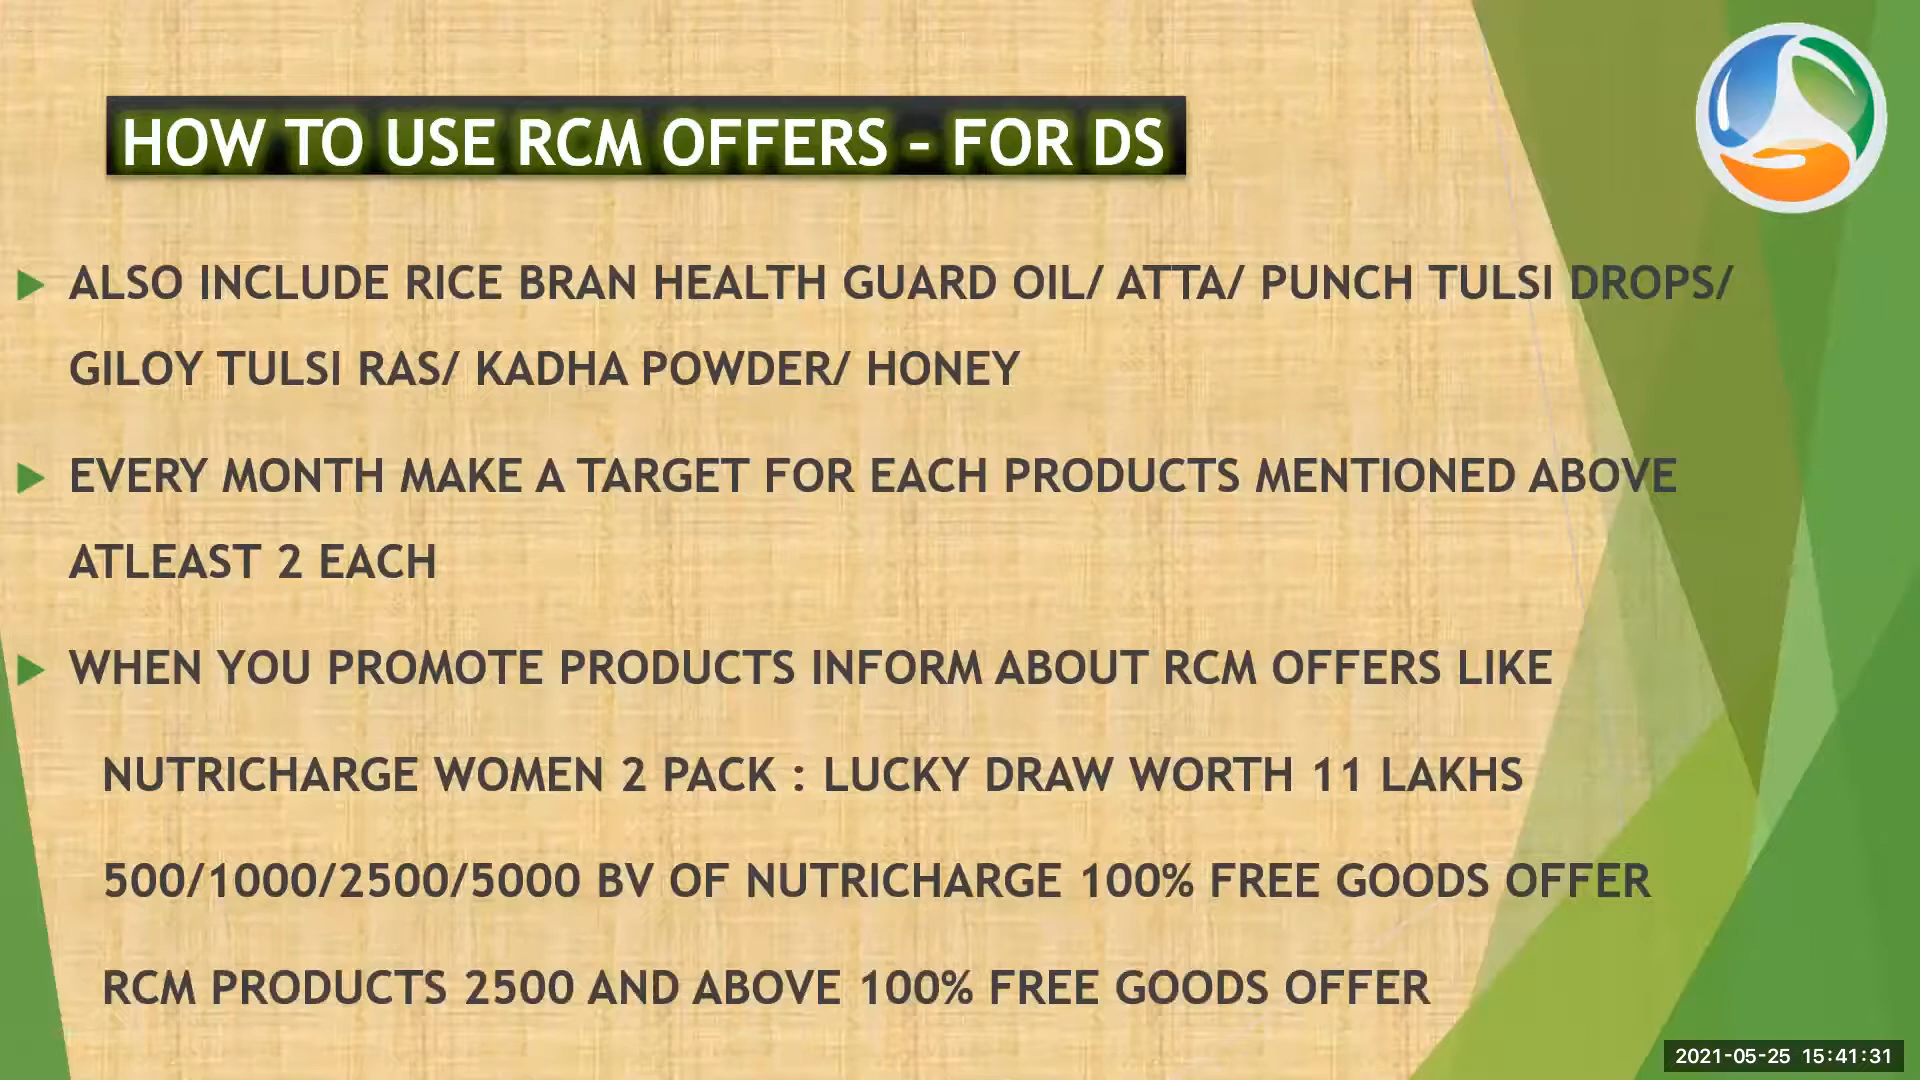 HOW TO USE RCM OFFERS – FOR DS
ALSO INCLUDE RICE BRAN HEALTH GUARD OIL/ ATTA/ PUNCH TULSI DROPS/
GILOY TULSI RAS/ KADHA POWDER/ HONEY
EVERY MONTH MAKE A TARGET FOR EACH PRODUCTS MENTIONED ABOVE
ATLEAST 2 EACH
WHEN YOU PROMOTE PRODUCTS INFORM ABOUT RCM OFFERS LIKE
NUTRICHARGE WOMEN 2 PACK : LUCKY DRAW WORTH 11 LAKHS
500/1000/2500/5000 BV OF NUTRICHARGE 100% FREE GOODS OFFER
RCM PRODUCTS 2500 AND ABOVE 100% FREE GOODS OFFER
2021-05-25 15:41:31